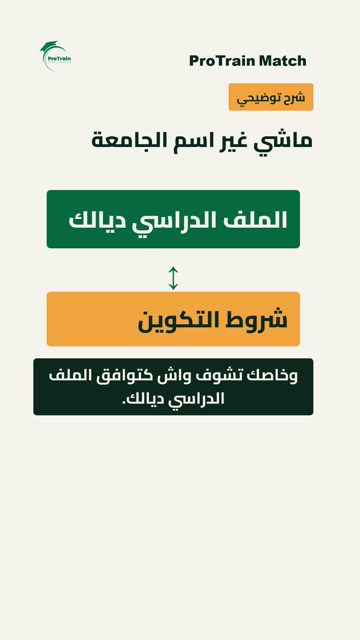 ProTrain
ProTrain Match
شرح توضيحي
ماشي غير اسم الجامعة
الملف الدراسي ديالك
↕
شروط التكوين
وخاصك تشوف واش كتوافق الملف
الدراسي ديالك.